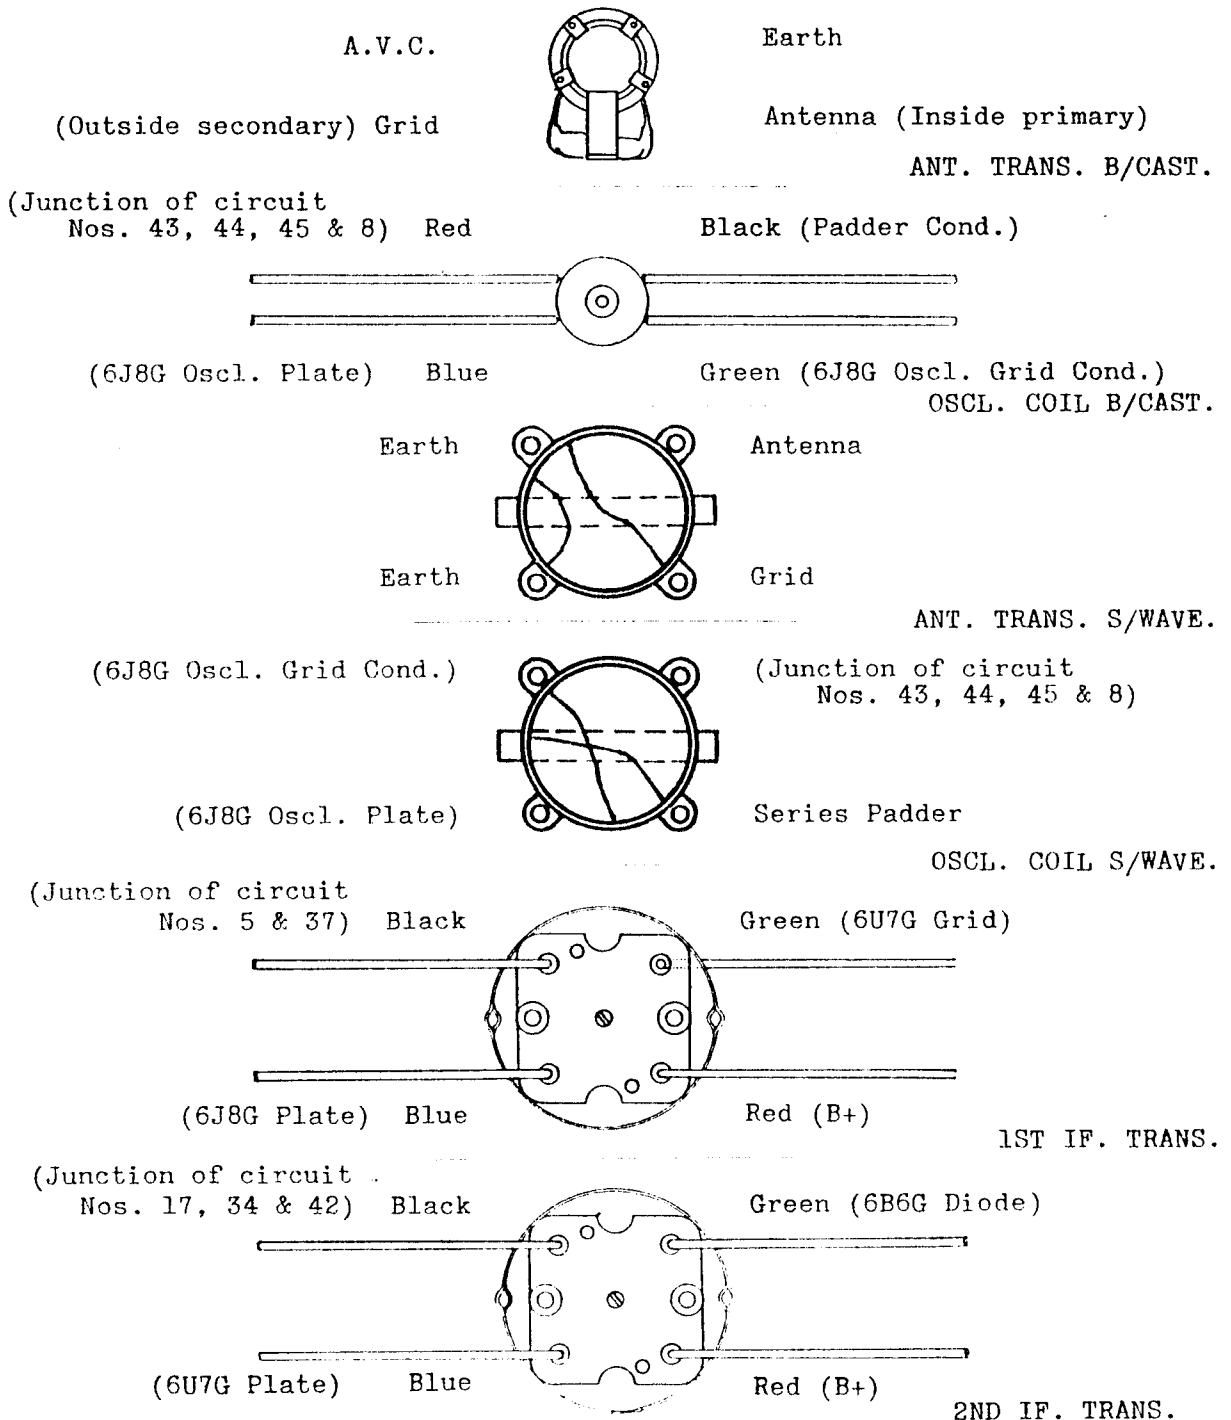 A.V.C. Earth
(Outside secondary) Grid Antenna (Inside primary)
ANT. TRANS. B/CAST.
(Junction of circuit
Nos. 43, 44, 45 & 8) Red Black (Padder Cond.)
(6J8G Oscl. Plate) Blue Green (6J8G Oscl. Grid Cond.)
OSCL. COIL B/CAST.
Earth Antenna
Earth Grid
ANT. TRANS. S/WAVE.
(6J8G Oscl. Grid Cond.) (Junction of circuit
Nos. 43, 44, 45 & 8)
(6J8G Oscl. Plate) Series Padder
OSCL. COIL S/WAVE.
(Junction of circuit
Nos. 5 & 37) Black Green (6U7G Grid)
(6J8G Plate) Blue Red (B+)
1ST IF. TRANS.
(Junction of circuit
Nos. 17, 34 & 42) Black Green (6B6G Diode)
(6U7G Plate) Blue Red (B+)
2ND IF. TRANS.